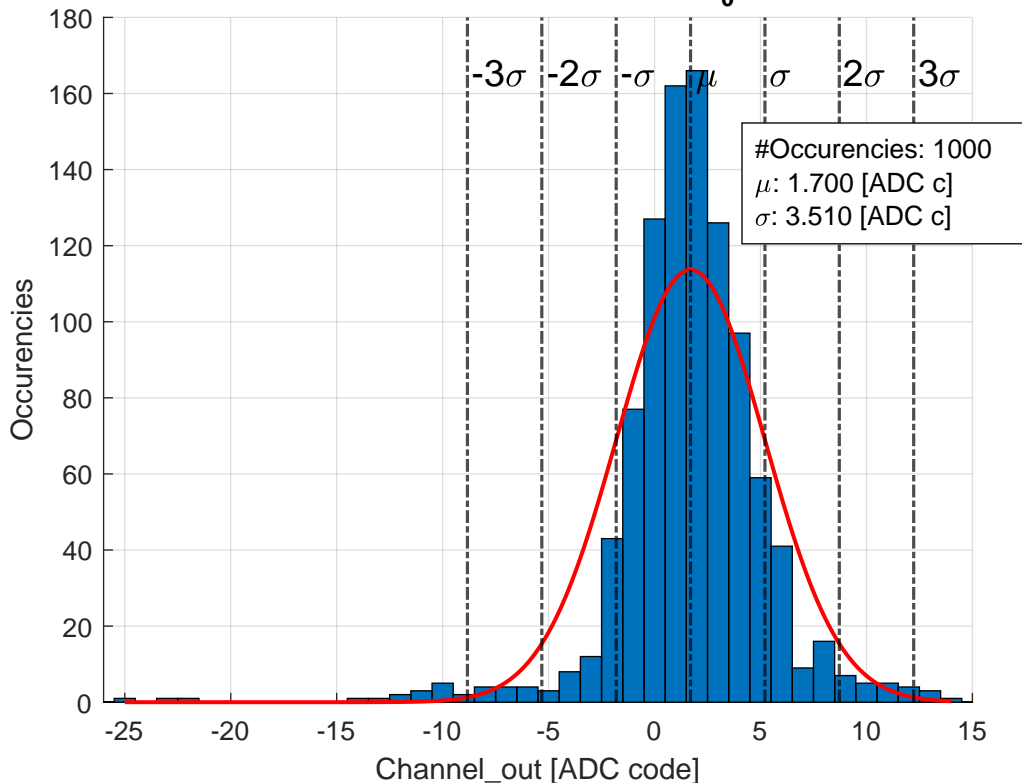 0
180
160
140
120
100
80
60
40
20
0
-3σ -2σ -σ μ σ 2σ 3σ
#Occurencies: 1000
μ: 1.700 [ADC c]
σ: 3.510 [ADC c]
Occurencies
-25 -20 -15 -10 -5 0 5 10 15
Channel_out [ADC code]